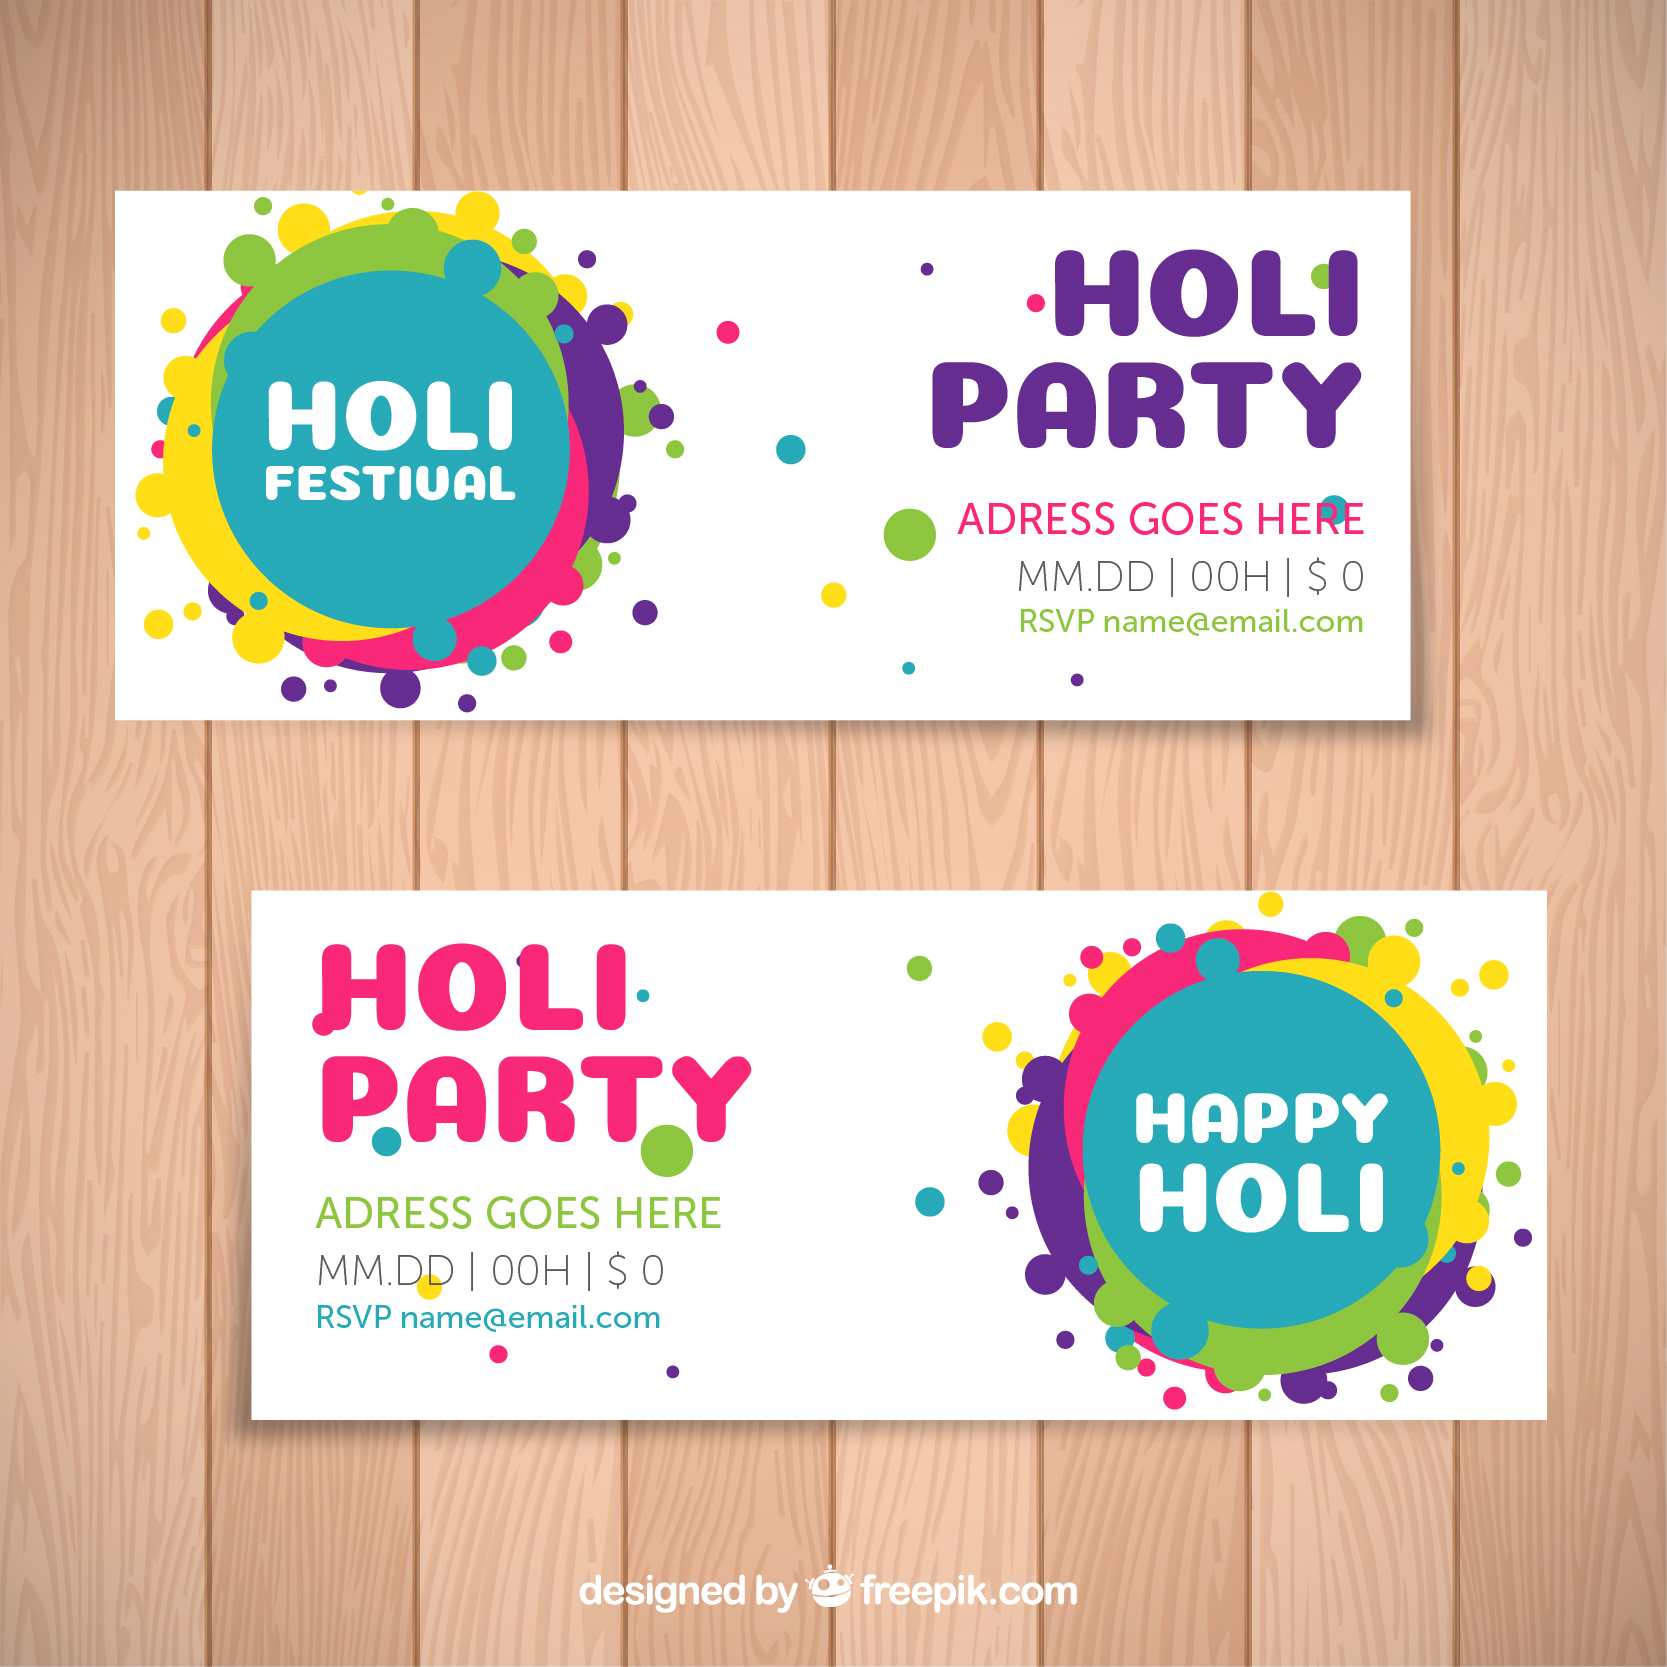 HOLI
FESTIVAL
HOLI
PARTY
ADRESS GOES HERE
MM.DD | 00H | $ 0
RSVP name@email.com
HOLI
PARTY
ADRESS GOES HERE
MM.DD | 00H | $ 0
RSVP name@email.com
HAPPY
HOLI
designed by freepik.com